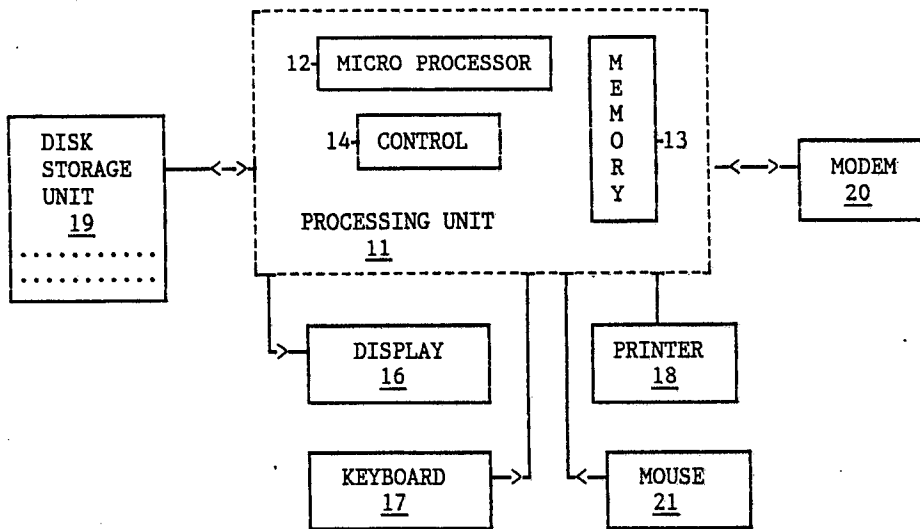 12 MICRO PROCESSOR
14 CONTROL
M
E
M
O
R
Y
13
PROCESSING UNIT
11
DISK
STORAGE
UNIT
19
MODEM
20
DISPLAY
16
PRINTER
18
KEYBOARD
17
MOUSE
21